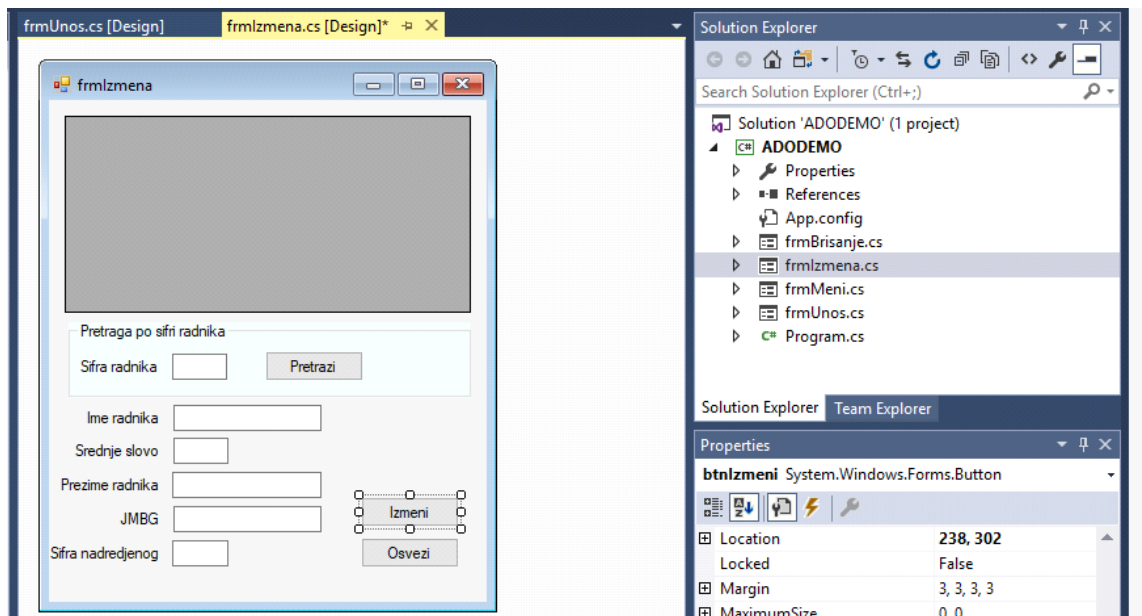 frmUnos.cs [Design]
frmIzmena.cs [Design]*
frmIzmena
Pretraga po sifri radnika
Sifra radnika
Pretrazi
Ime radnika
Srednje slovo
Prezime radnika
JMBG
Izmeni
Sifra nadredjenog
Osvezi
Solution Explorer
Search Solution Explorer (Ctrl+;)
Solution 'ADODEMO' (1 project)
C# ADODEMO
Properties
References
App.config
frmBrisanje.cs
frmIzmena.cs
frmMeni.cs
frmUnos.cs
C# Program.cs
Solution Explorer Team Explorer
Properties
btnIzmeni System.Windows.Forms.Button
Location 238, 302
Locked False
Margin 3, 3, 3, 3
MaximumSize 0, 0